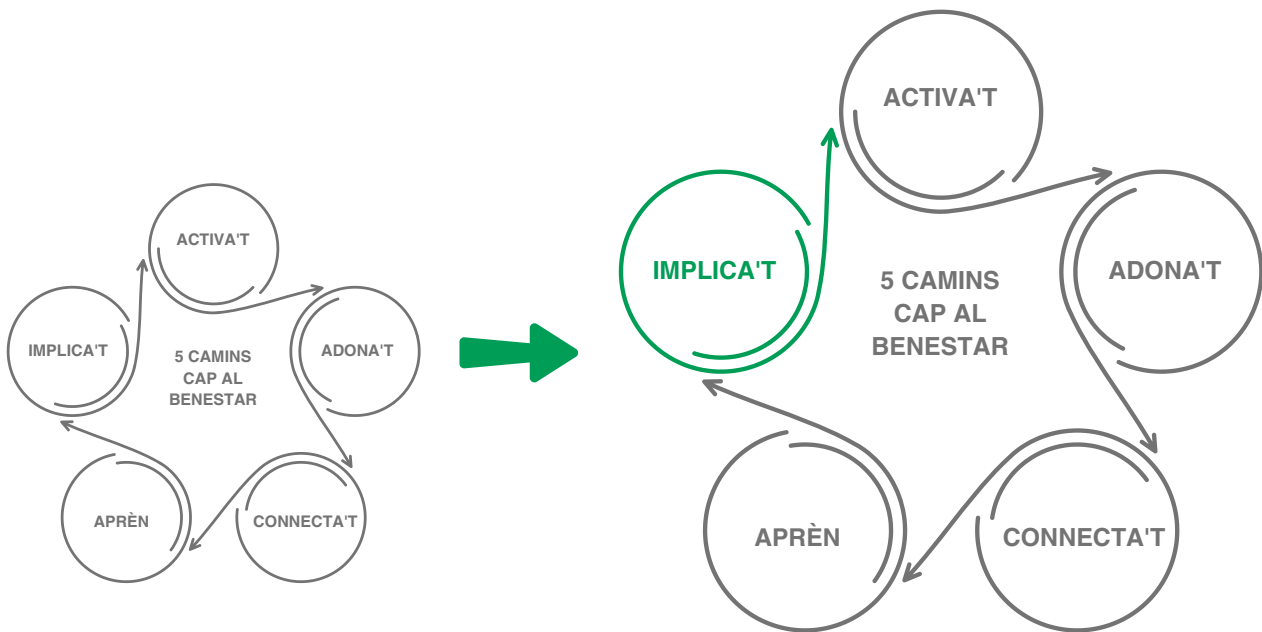 ACTIVA'T
IMPLICA'T
5 CAMINS
CAP AL
BENESTAR
ADONA'T
APRÈN
CONNECTA'T
ACTIVA'T
IMPLICA'T
5 CAMINS
CAP AL
BENESTAR
ADONA'T
APRÈN
CONNECTA'T